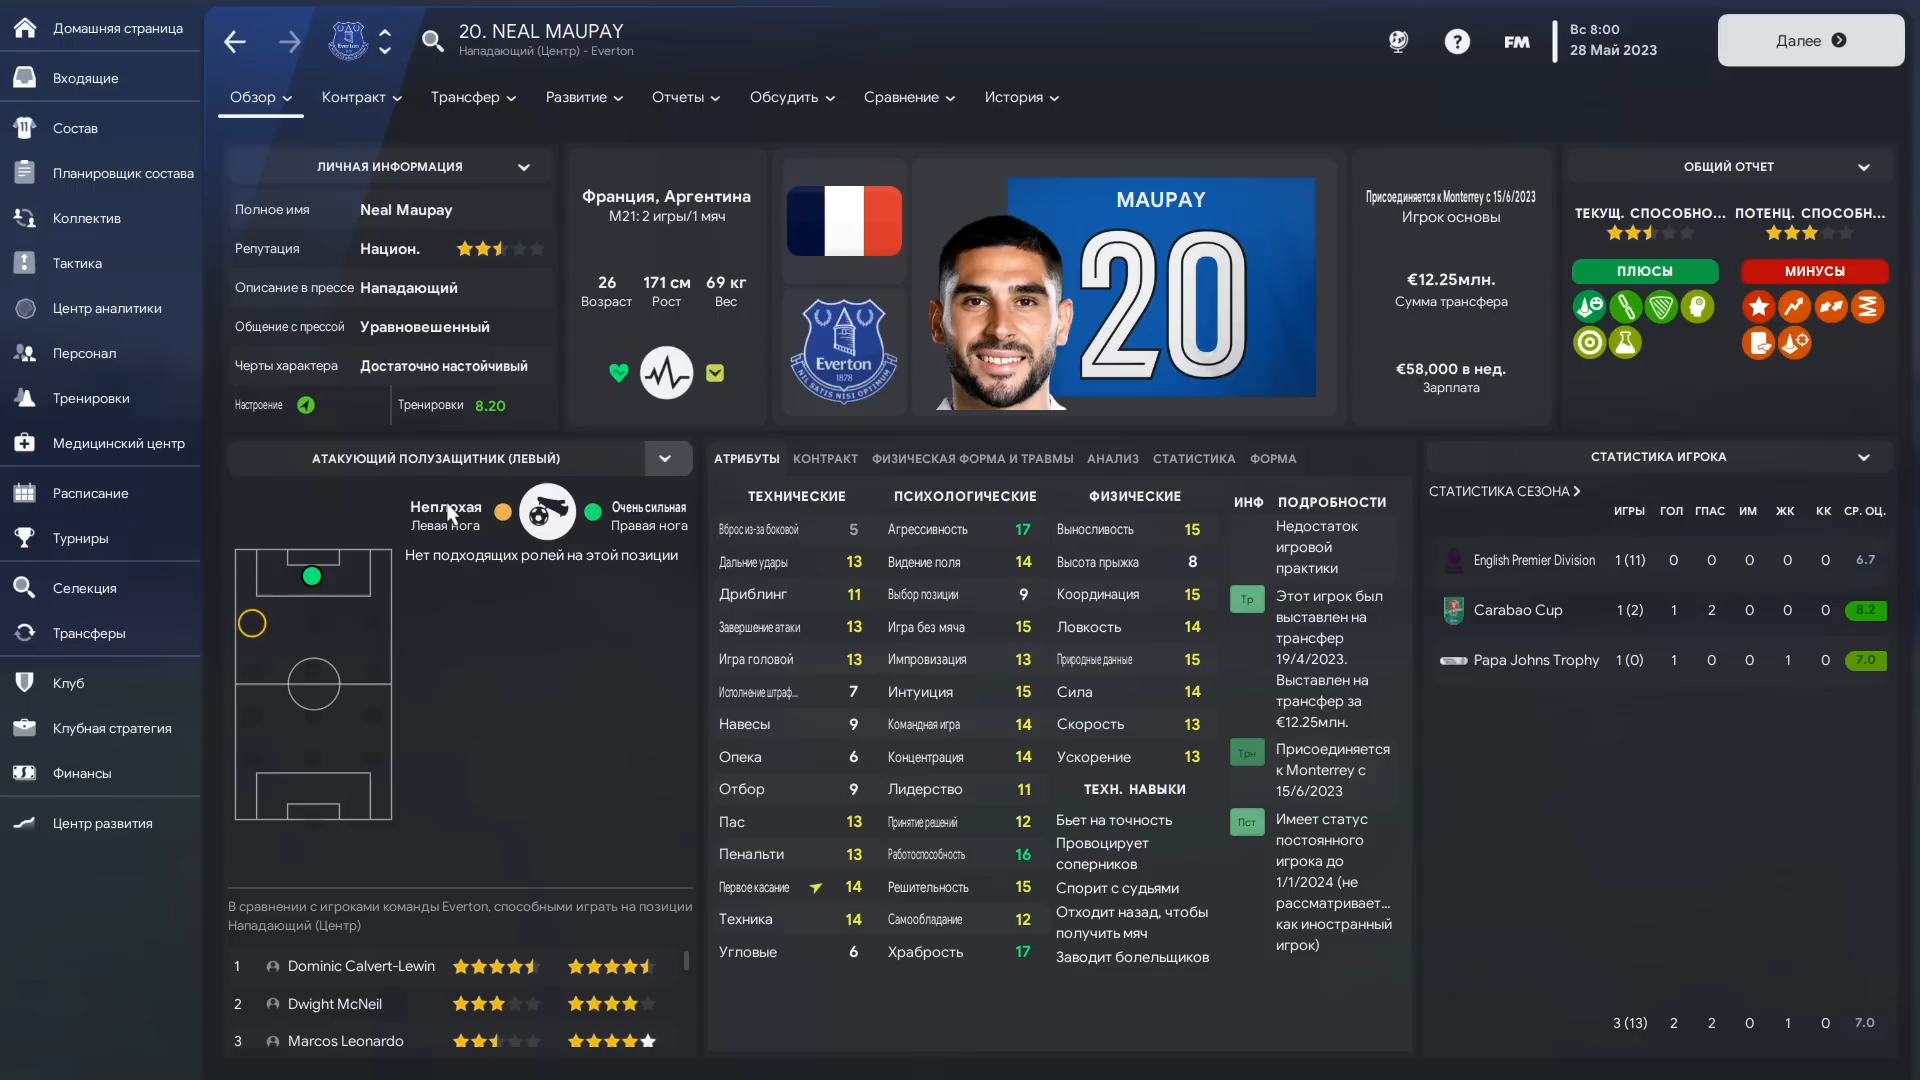 Домашняя страница
Входящие
Состав
Планировщик состава
Коллектив
Тактика
Центр аналитики
Персонал
Тренировки
Медицинский центр
Расписание
Турниры
Селекция
Трансферы
Клуб
Клубная стратегия
Финансы
Центр развития
20. NEAL MAUPAY
Нападающий (Центр) - Everton
FM
Вс 8:00
28 Май 2023
Далее
Обзор
Контракт
Трансфер
Развитие
Отчеты
Обсудить
Сравнение
История
ЛИЧНАЯ ИНФОРМАЦИЯ
Полное имя Neal Maupay
Репутация Национ.
Описание в прессе Нападающий
Общение с прессой Уравновешенный
Черты характера Достаточно настойчивый
Настроение
Тренировки 8.20
Франция, Аргентина
M21: 2 игры/1 мяч
26 171 см 69 кг
Возраст Рост Вес
Everton
1878
NIL SATIS NISI OPTIMUM
MAUPAY
20
Присоединяется к Monterrey с 15/6/2023
Игрок основы
€12.25млн.
Сумма трансфера
€58,000 в нед.
Зарплата
ОБЩИЙ ОТЧЕТ
ТЕКУЩ. СПОСОБНО... ПОТЕНЦ. СПОСОБН...
ПЛЮСЫ МИНУСЫ
АТАКУЮЩИЙ ПОЛУЗАЩИТНИК (ЛЕВЫЙ)
Неплохая
Левая нога
Очень сильная
Правая нога
Нет подходящих ролей на этой позиции
В сравнении с игроками команды Everton, способными играть на позиции
Нападающий (Центр)
1 Dominic Calvert-Lewin
2 Dwight McNeil
3 Marcos Leonardo
АТРИБУТЫ КОНТРАКТ ФИЗИЧЕСКАЯ ФОРМА И ТРАВМЫ АНАЛИЗ СТАТИСТИКА ФОРМА
ТЕХНИЧЕСКИЕ
Вброс из-за боковой 5
Дальние удары 13
Дриблинг 11
Завершение атаки 13
Игра головой 13
Исполнение штраф... 7
Навесы 9
Опека 6
Отбор 9
Пас 13
Пенальти 13
Первое касание 14
Техника 14
Угловые 6
ПСИХОЛОГИЧЕСКИЕ
Агрессивность 17
Видение поля 14
Выбор позиции 9
Игра без мяча 15
Импровизация 13
Интуиция 15
Командная игра 14
Концентрация 14
Лидерство 11
Принятие решений 12
Работоспособность 16
Решительность 15
Самообладание 12
Храбрость 17
ФИЗИЧЕСКИЕ
Выносливость 15
Высота прыжка 8
Координация 15
Ловкость 14
Природные данные 15
Сила 14
Скорость 13
Ускорение 13
ТЕХН. НАВЫКИ
Бьет на точность
Провоцирует
соперников
Спорит с судьями
Отходит назад, чтобы
получить мяч
Заводит болельщиков
ИНФ ПОДРОБНОСТИ
Недостаток
игровой
практики
Тр
Этот игрок был
выставлен на
трансфер
19/4/2023.
Выставлен на
трансфер за
€12.25млн.
Трн
Присоединяется
к Monterrey с
15/6/2023
Пст
Имеет статус
постоянного
игрока до
1/1/2024 (не
рассматривает...
как иностранный
игрок)
СТАТИСТИКА ИГРОКА
СТАТИСТИКА СЕЗОНА
ИГРЫ ГОЛ ГПАС ИМ ЖК КК СР. ОЦ.
English Premier Division 1 (11) 0 0 0 0 0 6.7
Carabao Cup 1 (2) 1 2 0 0 0 8.2
Papa Johns Trophy 1 (0) 1 0 0 1 0 7.0
3 (13) 2 2 0 1 0 7.0